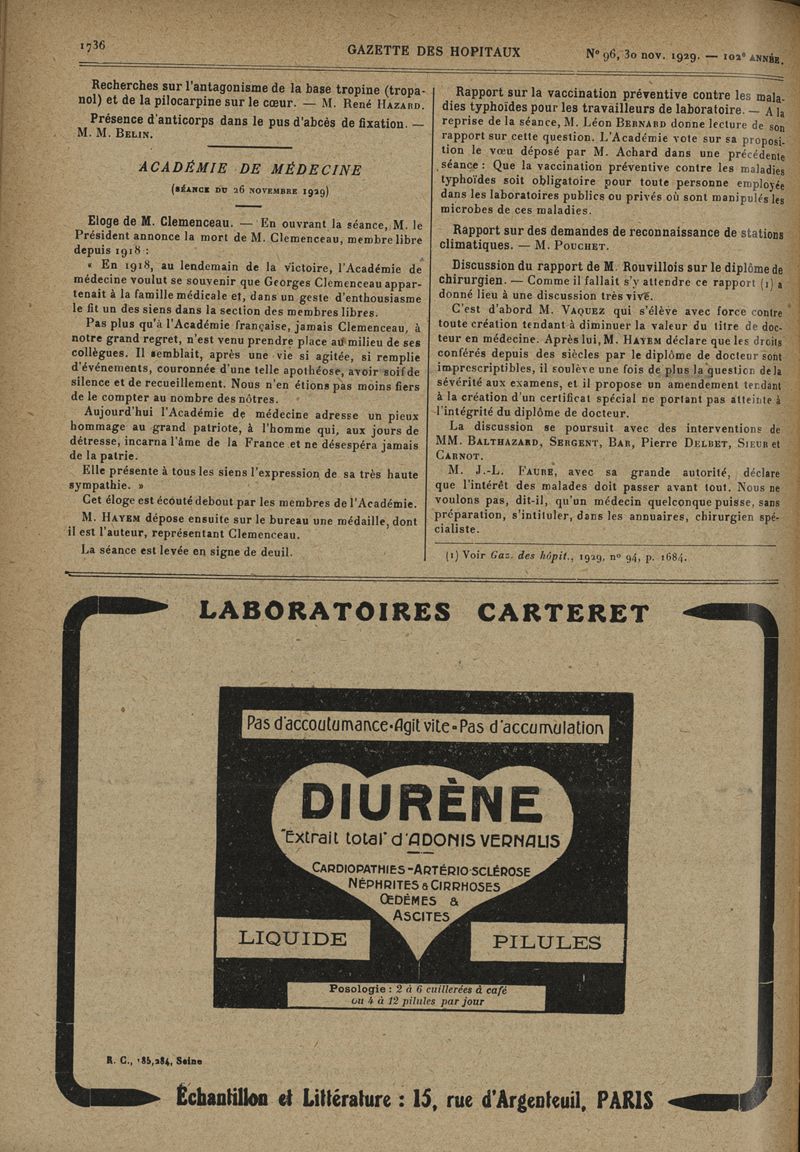 1736
GAZETTE DES HOPITAUX
N° 96, 30 nov. 1929. — 102e ANNÉE.
Recherches sur l'antagonisme de la base tropine (tropa-
nol) et de la pilocarpine sur le cœur. — M. René HAZARD.
Présence d'anticorps dans le pus d'abcès de fixation. —
M. M. BELIN.
ACADÉMIE DE MÉDECINE
(SÉANCE DU 26 NOVEMBRE 1929)
Eloge de M. Clemenceau. — En ouvrant la séance, M. le
Président annonce la mort de M. Clemenceau, membre libre
depuis 1918 :
« En 1918, au lendemain de la victoire, l'Académie de
médecine voulut se souvenir que Georges Clemenceau appar-
tenait à la famille médicale et, dans un geste d'enthousiasme
le fit un des siens dans la section des membres libres.
Pas plus qu'à l'Académie française, jamais Clemenceau, à
notre grand regret, n'est venu prendre place au milieu de ses
collègues. Il semblait, après une vie si agitée, si remplie
d'événements, couronnée d'une telle apothéose, avoir soif de
silence et de recueillement. Nous n'en étions pas moins fiers
de le compter au nombre des nôtres.
Aujourd'hui l'Académie de médecine adresse un pieux
hommage au grand patriote, à l'homme qui, aux jours de
détresse, incarna l'âme de la France et ne désespéra jamais
de la patrie.
Elle présente à tous les siens l'expression de sa très haute
sympathie. »
Cet éloge est écouté debout par les membres de l'Académie.
M. HAYEM dépose ensuite sur le bureau une médaille, dont
il est l'auteur, représentant Clemenceau.
La séance est levée en signe de deuil.
Rapport sur la vaccination préventive contre les mala-
dies typhoïdes pour les travailleurs de laboratoire. — A la
reprise de la séance, M. Léon BERNARD donne lecture de son
rapport sur cette question. L'Académie vote sur sa proposi-
tion le vœu déposé par M. Achard dans une précédente
séance : Que la vaccination préventive contre les maladies
typhoïdes soit obligatoire pour toute personne employée
dans les laboratoires publics ou privés où sont manipulés les
microbes de ces maladies.
Rapport sur des demandes de reconnaissance de stations
climatiques. — M. POUCHET.
Discussion du rapport de M. Rouvillois sur le diplôme de
chirurgien. — Comme il fallait s'y attendre ce rapport (1) a
donné lieu à une discussion très vive.
C'est d'abord M. VAQUEZ qui s'élève avec force contre
toute création tendant à diminuer la valeur du titre de doc-
teur en médecine. Après lui, M. HAYEM déclare que les droits
conférés depuis des siècles par le diplôme de docteur sont
imprescriptibles, il soulève une fois de plus la question de la
sévérité aux examens, et il propose un amendement tendant
à la création d'un certificat spécial ne portant pas atteinte à
l'intégrité du diplôme de docteur.
La discussion se poursuit avec des interventions de
MM. BALTHAZARD, SERGENT, BAR, Pierre DELBET, SIEUR et
CARNOT.
M. J.-L. FAURE, avec sa grande autorité, déclare
que l'intérêt des malades doit passer avant tout. Nous ne
voulons pas, dit-il, qu'un médecin quelconque puisse, sans
préparation, s'intituler, dans les annuaires, chirurgien spé-
cialiste.
(1) Voir Gaz. des hôpit., 1929, n° 94, p. 1684.
LABORATOIRES CARTERET
Pas d'accoutumance•Agit vite-Pas d'accumulation
DIURÈNE
"Extrait total" d'ADONIS VERNALIS
CARDIOPATHIES-ARTÉRIO-SCLÉROSE
NÉPHRITES & CIRRHOSES
ŒDÈMES &
ASCITES
LIQUIDE
PILULES
Posologie : 2 à 6 cuillerées à café
ou 4 à 12 pilules par jour
R. C., 185,284, Seine
Échantillon et Littérature : 15, rue d'Argenteuil, PARIS